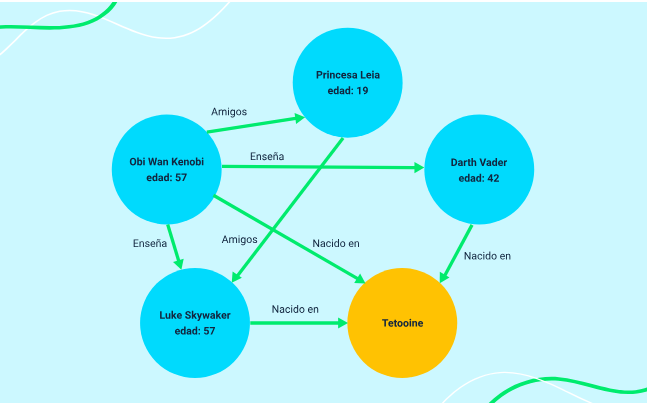 Princesa Leia
edad: 19
Amigos
Obi Wan Kenobi
edad: 57
Enseña
Darth Vader
edad: 42
Enseña
Amigos
Nacido en
Nacido en
Luke Skywaker
edad: 57
Nacido en
Tetooine